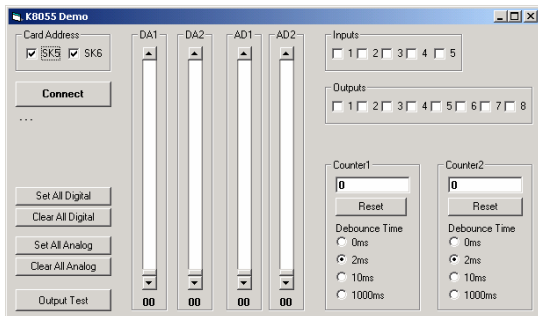 K8055 Demo
Card Address
SK5 SK6
Connect
...
Set All Digital
Clear All Digital
Set All Analog
Clear All Analog
Output Test
DA1 DA2 AD1 AD2
00 00 00 00
Inputs
1 2 3 4 5
Outputs
1 2 3 4 5 6 7 8
Counter1
0
Reset
Debounce Time
0ms
2ms
10ms
1000ms
Counter2
0
Reset
Debounce Time
0ms
2ms
10ms
1000ms